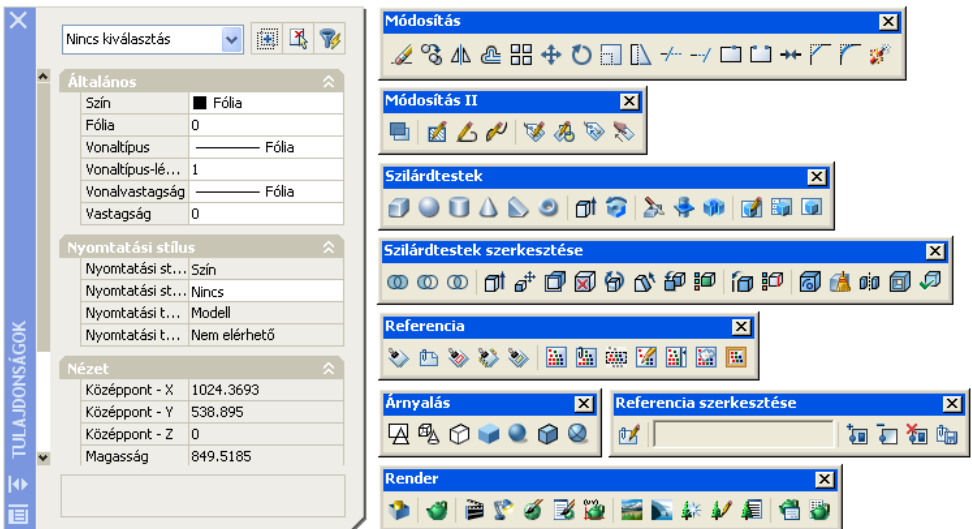 Nincs kiválasztás
Általános
Szín Fólia
Fólia 0
Vonaltípus Fólia
Vonaltípus-lé... 1
Vonalvastagság Fólia
Vastagság 0
Nyomtatási stílus
Nyomtatási st... Szín
Nyomtatási st... Nincs
Nyomtatási t... Modell
Nyomtatási t... Nem elérhető
Nézet
Középpont - X 1024.3693
Középpont - Y 538.895
Középpont - Z 0
Magasság 849.5185
TULAJDONSÁGOK
Módosítás
Módosítás II
Szilárdtestek
Szilárdtestek szerkesztése
Referencia
Árnyalás
Referencia szerkesztése
Render